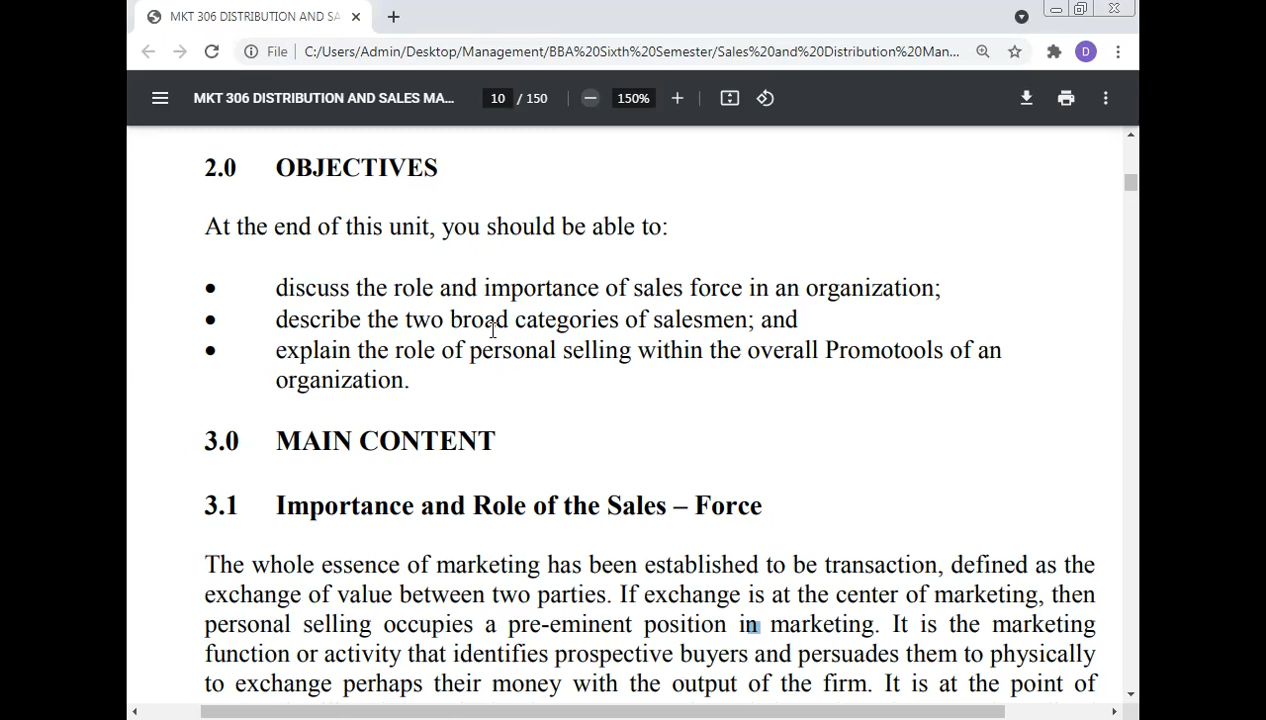 MKT 306 DISTRIBUTION AND SA
File C:/Users/Admin/Desktop/Management/BBA%20Sixth%20Semester/Sales%20and%20Distribution%20Man...
D
MKT 306 DISTRIBUTION AND SALES MA... 10 / 150 150%
2.0 OBJECTIVES
At the end of this unit, you should be able to:
• discuss the role and importance of sales force in an organization;
• describe the two broad categories of salesmen; and
• explain the role of personal selling within the overall Promotools of an
organization.
3.0 MAIN CONTENT
3.1 Importance and Role of the Sales – Force
The whole essence of marketing has been established to be transaction, defined as the
exchange of value between two parties. If exchange is at the center of marketing, then
personal selling occupies a pre-eminent position in marketing. It is the marketing
function or activity that identifies prospective buyers and persuades them to physically
to exchange perhaps their money with the output of the firm. It is at the point of